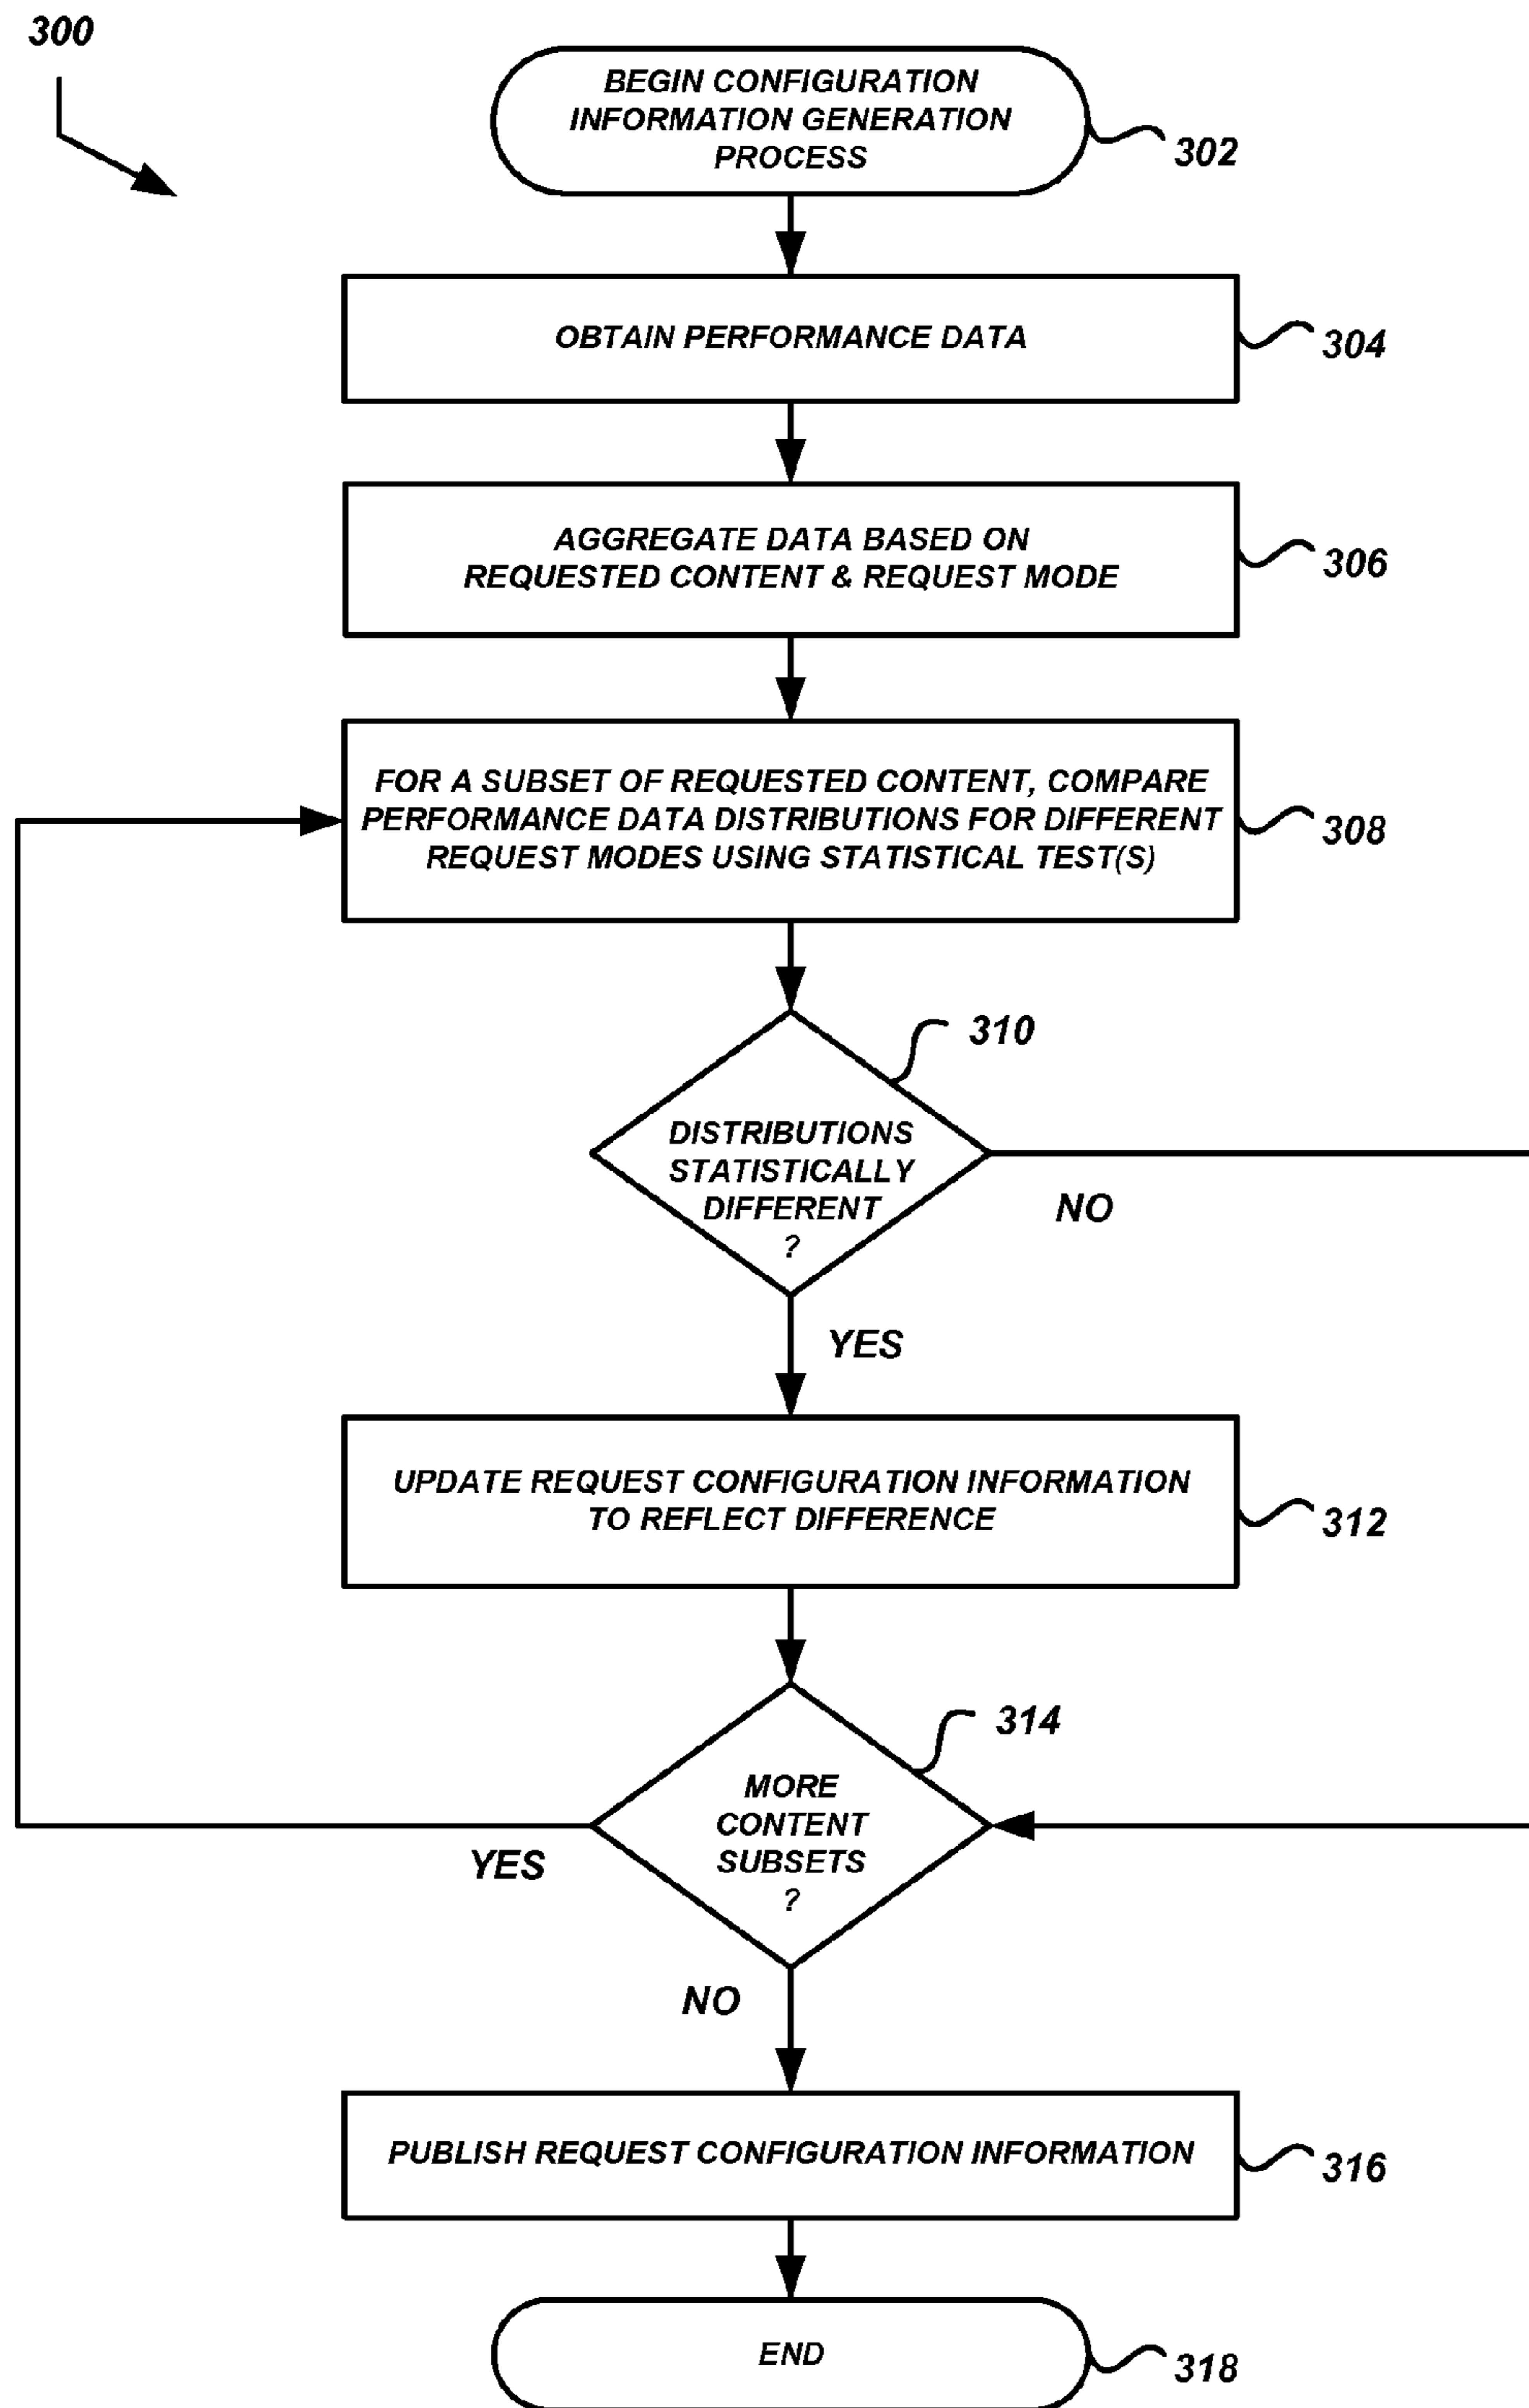 300
BEGIN CONFIGURATION
INFORMATION GENERATION
PROCESS
302
OBTAIN PERFORMANCE DATA
304
AGGREGATE DATA BASED ON
REQUESTED CONTENT & REQUEST MODE
306
FOR A SUBSET OF REQUESTED CONTENT, COMPARE
PERFORMANCE DATA DISTRIBUTIONS FOR DIFFERENT
REQUEST MODES USING STATISTICAL TEST(S)
308
310
DISTRIBUTIONS
STATISTICALLY
DIFFERENT
?
NO
YES
UPDATE REQUEST CONFIGURATION INFORMATION
TO REFLECT DIFFERENCE
312
314
MORE
CONTENT
SUBSETS
?
YES
NO
PUBLISH REQUEST CONFIGURATION INFORMATION
316
END
318